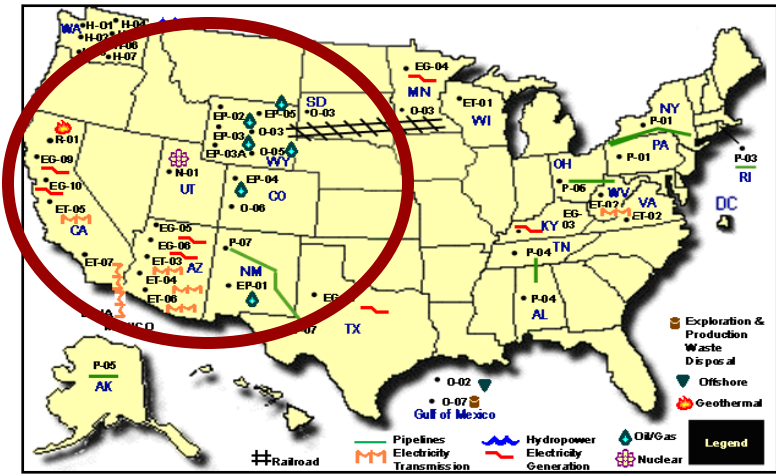 WA
H-01
H-04
H-02
H-06
H-07
EG-04
MN
O-03
ET-01
WI
NY
P-01
PA
P-01
P-03
RI
SD
O-03
EP-02
EP-05
EP-03
O-03
EP-03A
O-05
WY
R-01
EG-09
EG-10
ET-05
CA
ET-07
N-01
UT
EP-04
CO
O-06
OH
P-06
WV
VA
ET-02
ET-02
DC
EG-03
KY
TN
P-04
P-04
AL
EG-05
EG-06
ET-03
AZ
ET-04
ET-06
P-07
NM
EP-01
TX
P-05
AK
O-02
O-07
Gulf of Mexico
Exploration &
Production
Waste
Disposal
Offshore
Geothermal
Pipelines
Hydropower
Oil/Gas
Electricity
Transmission
Electricity
Generation
Nuclear
Railroad
Legend